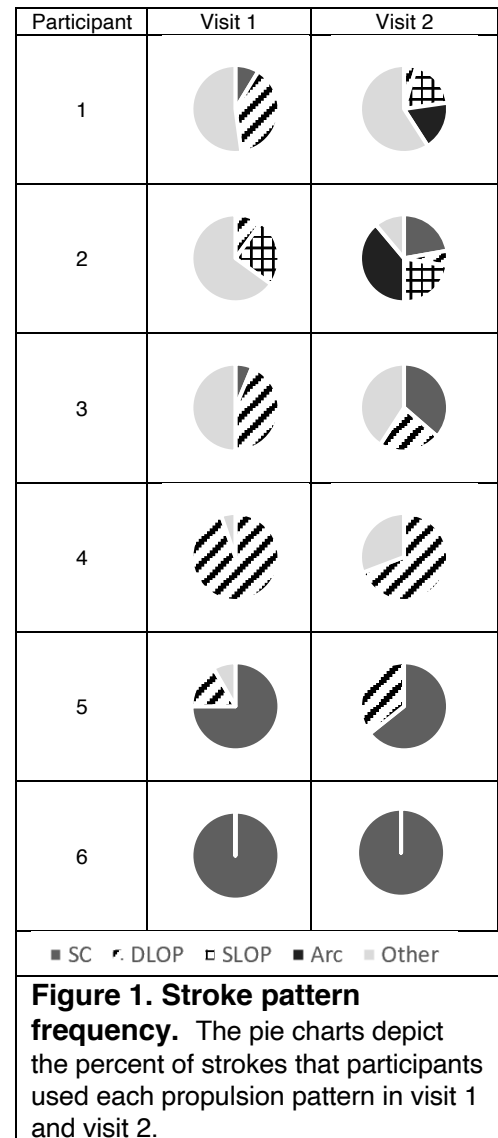 Participant Visit 1 Visit 2
1
2
3
4
5
6
SC DLOP SLOP Arc Other
Figure 1. Stroke pattern
frequency. The pie charts depict
the percent of strokes that participants
used each propulsion pattern in visit 1
and visit 2.